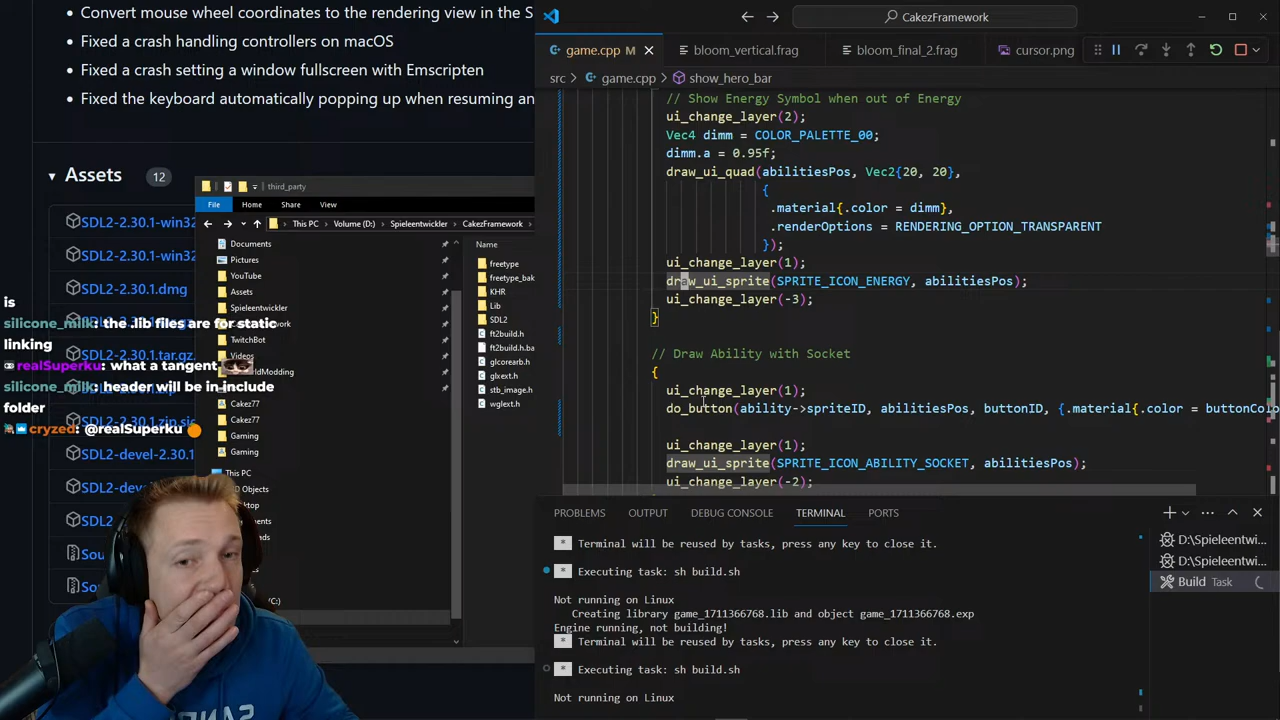 Convert mouse wheel coordinates to the rendering view in the S
Fixed a crash handling controllers on macOS
Fixed a crash setting a window fullscreen with Emscripten
Fixed the keyboard automatically popping up when resuming an
Assets 12
SDL2-2.30.1-win32
SDL2-2.30.1-win32
SDL2-2.30.1.dmg
SDL2-2.30.1.tar.gz
SDL2-devel-2.30.1
SDL2-dev
SDL2
Sou
So
third_party
File Home Share View
This PC Volume (D:) Spieleentwickler CakezFramework
Documents
Pictures
YouTube
Assets
Spieleentwickler
TwitchBot
Videos
Cakez77
Cakez77
Gaming
Gaming
This PC
(C:)
Name
freetype
freetype_bak
KHR
Lib
SDL2
ft2build.h
ft2build.h.ba
glcorearb.h
glxext.h
stb_image.h
wglext.h
is
silicone_milk: the .lib files are for static
linking
realSuperku: what a tangent
silicone_milk: header will be in include
folder
cryzed: @realSuperku
CakezFramework
game.cpp M
bloom_vertical.frag
bloom_final_2.frag
cursor.png
src > game.cpp > show_hero_bar
// Show Energy Symbol when out of Energy
ui_change_layer(2);
Vec4 dimm = COLOR_PALETTE_00;
dimm.a = 0.95f;
draw_ui_quad(abilitiesPos, Vec2{20, 20},
{
.material{.color = dimm},
.renderOptions = RENDERING_OPTION_TRANSPARENT
});
ui_change_layer(1);
draw_ui_sprite(SPRITE_ICON_ENERGY, abilitiesPos);
ui_change_layer(-3);
}
// Draw Ability with Socket
{
ui_change_layer(1);
do_button(ability->spriteID, abilitiesPos, buttonID, {.material{.color = buttonColo
ui_change_layer(1);
draw_ui_sprite(SPRITE_ICON_ABILITY_SOCKET, abilitiesPos);
ui_change_layer(-2);
PROBLEMS OUTPUT DEBUG CONSOLE TERMINAL PORTS
* Terminal will be reused by tasks, press any key to close it.
* Executing task: sh build.sh
Not running on Linux
Creating library game_1711366768.lib and object game_1711366768.exp
Engine running, not building!
* Terminal will be reused by tasks, press any key to close it.
* Executing task: sh build.sh
Not running on Linux
D:\Spieleentwi...
D:\Spieleentwi...
Build Task